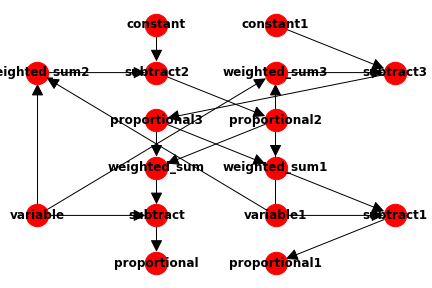 constant constant1
weighted_sum2 subtract2 weighted_sum3 subtract3
proportional3 proportional2
weighted_sum weighted_sum1
variable subtract variable1 subtract1
proportional proportional1